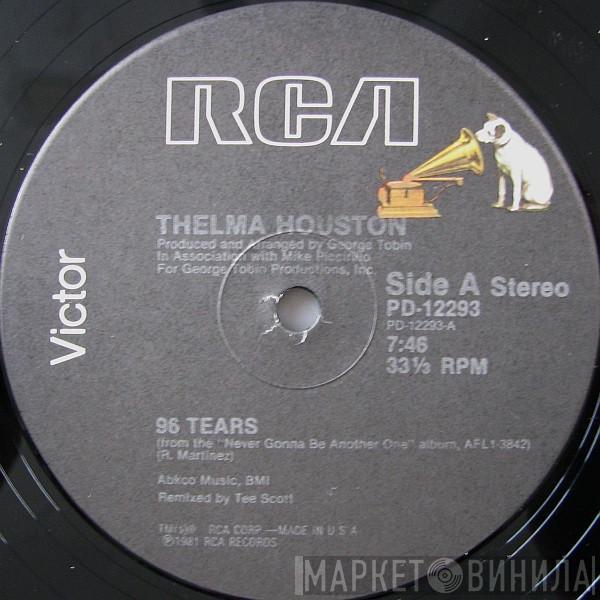 RCA
Victor
THELMA HOUSTON
Produced and Arranged by George Tobin
In Association with Mike Piccirillo
For George Tobin Productions, Inc.
Side A Stereo
PD-12293
PD-12293-A
7:46
33⅓ RPM
96 TEARS
(from the "Never Gonna Be Another One" album, AFL1-3842)
(R. Martinez)
Abkco Music, BMI
Remixed by Tee Scott
TM(s)® RCA CORP.—MADE IN U S A
℗1981 RCA RECORDS
МАРКЕТ ВИНИЛА